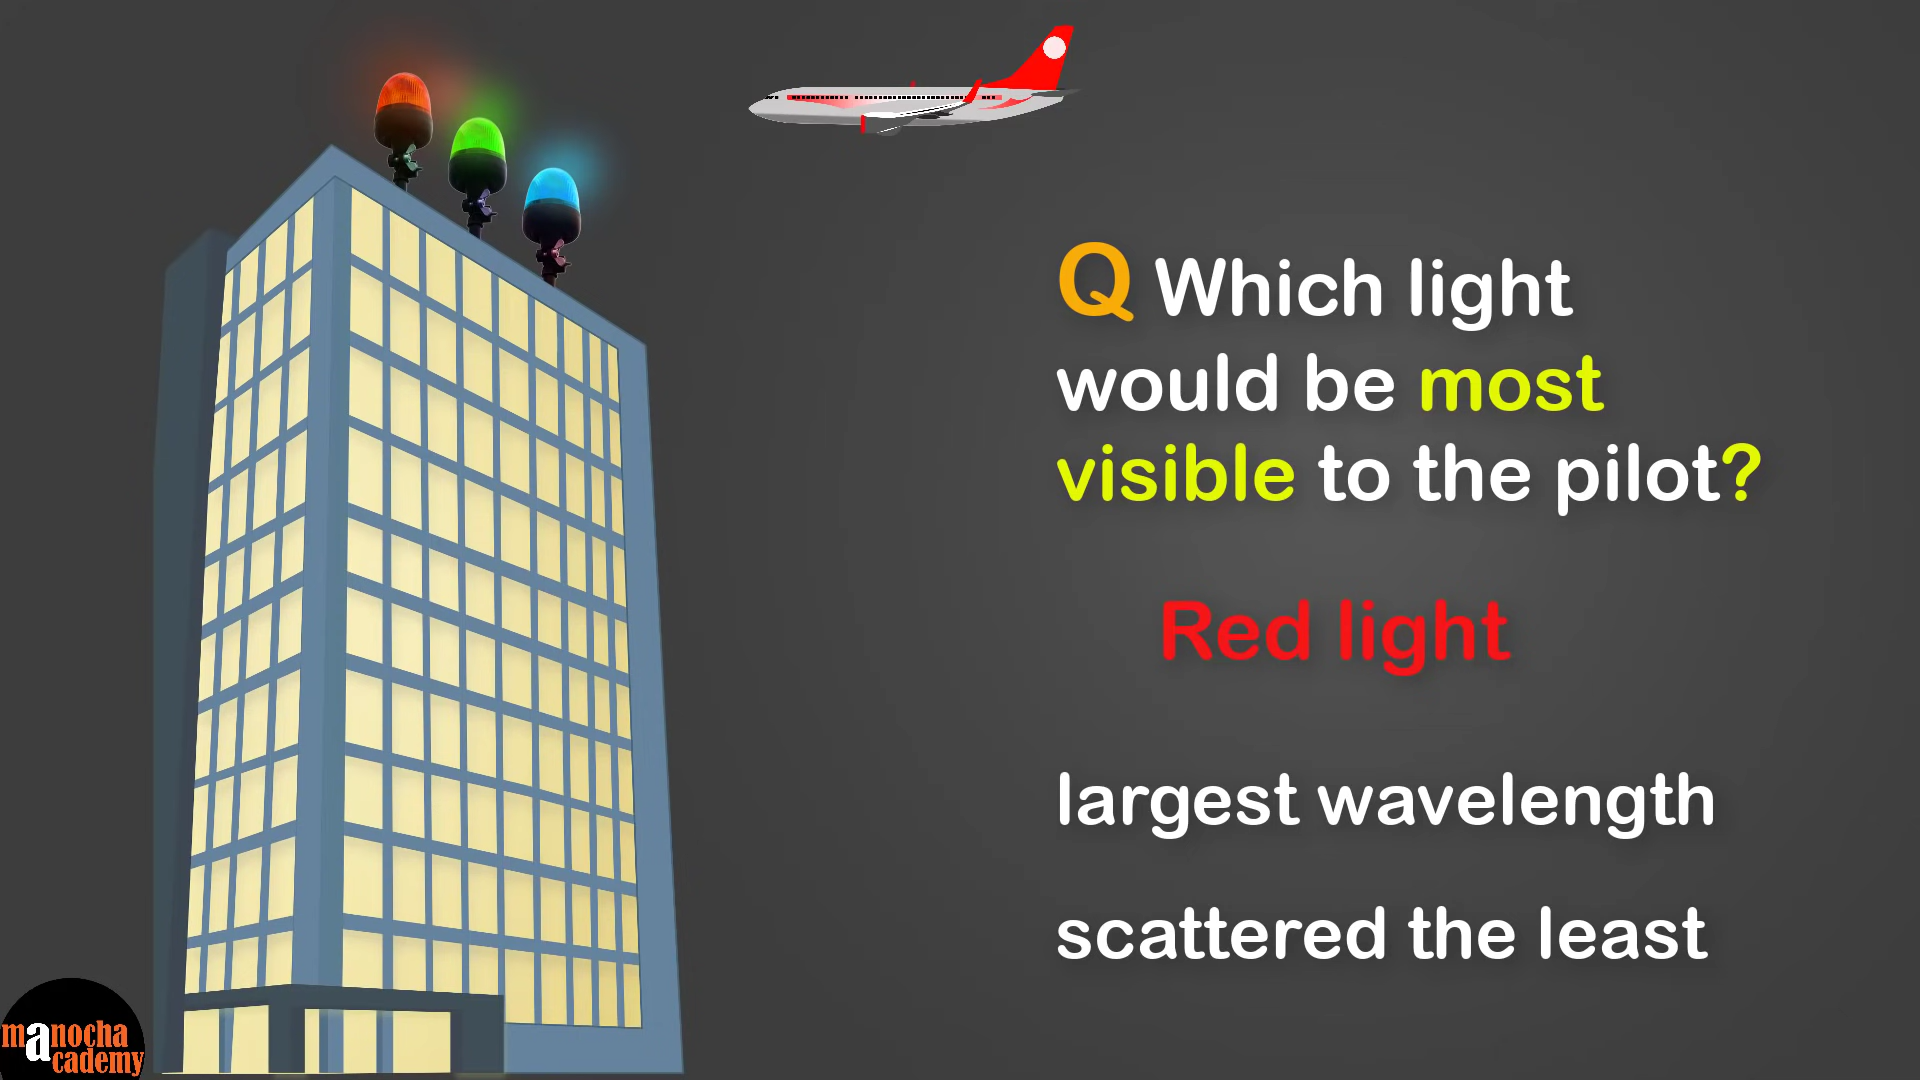 Q Which light
would be most
visible to the pilot?
Red light
largest wavelength
scattered the least
manocha
academy